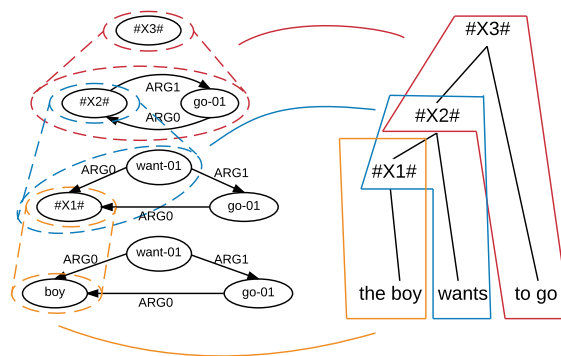 #X3#
ARG1
#X2#
go-01
ARG0
want-01
ARG0
ARG1
#X1#
go-01
ARG0
want-01
ARG0
ARG1
boy
go-01
ARG0
#X3#
#X2#
#X1#
the boy wants to go